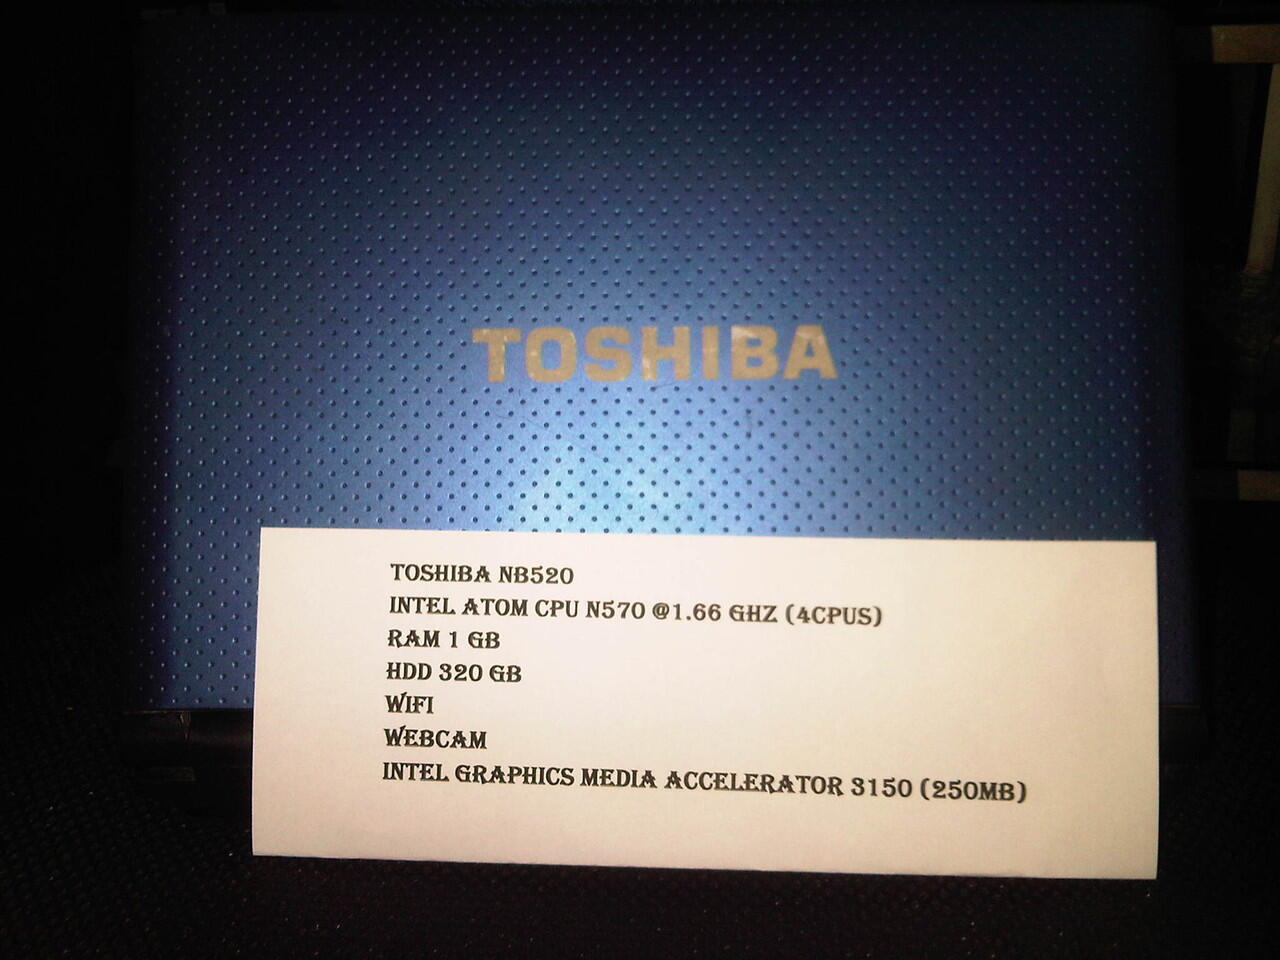 TOSHIBA
TOSHIBA NB520
INTEL ATOM CPU N570 @1.66 GHZ (4CPUS)
RAM 1 GB
HDD 320 GB
WIFI
WEBCAM
INTEL GRAPHICS MEDIA ACCELERATOR 3150 (250MB)